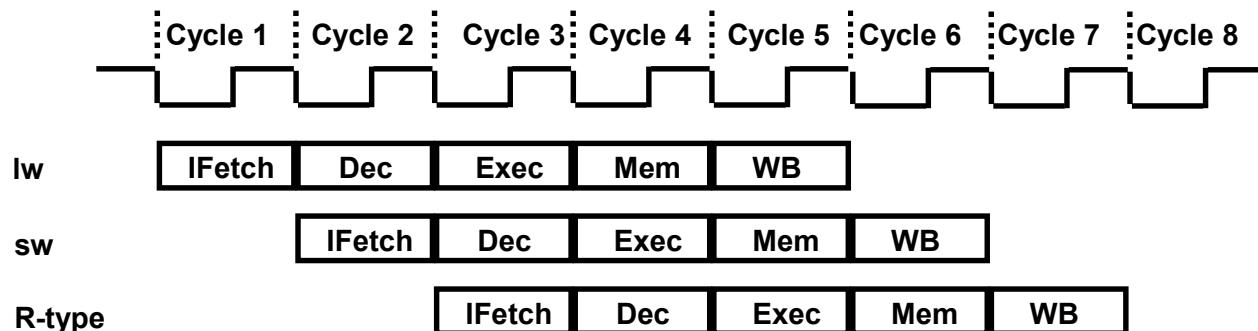 Cycle 1 Cycle 2 Cycle 3 Cycle 4 Cycle 5 Cycle 6 Cycle 7 Cycle 8
lw IFetch Dec Exec Mem WB
sw IFetch Dec Exec Mem WB
R-type IFetch Dec Exec Mem WB